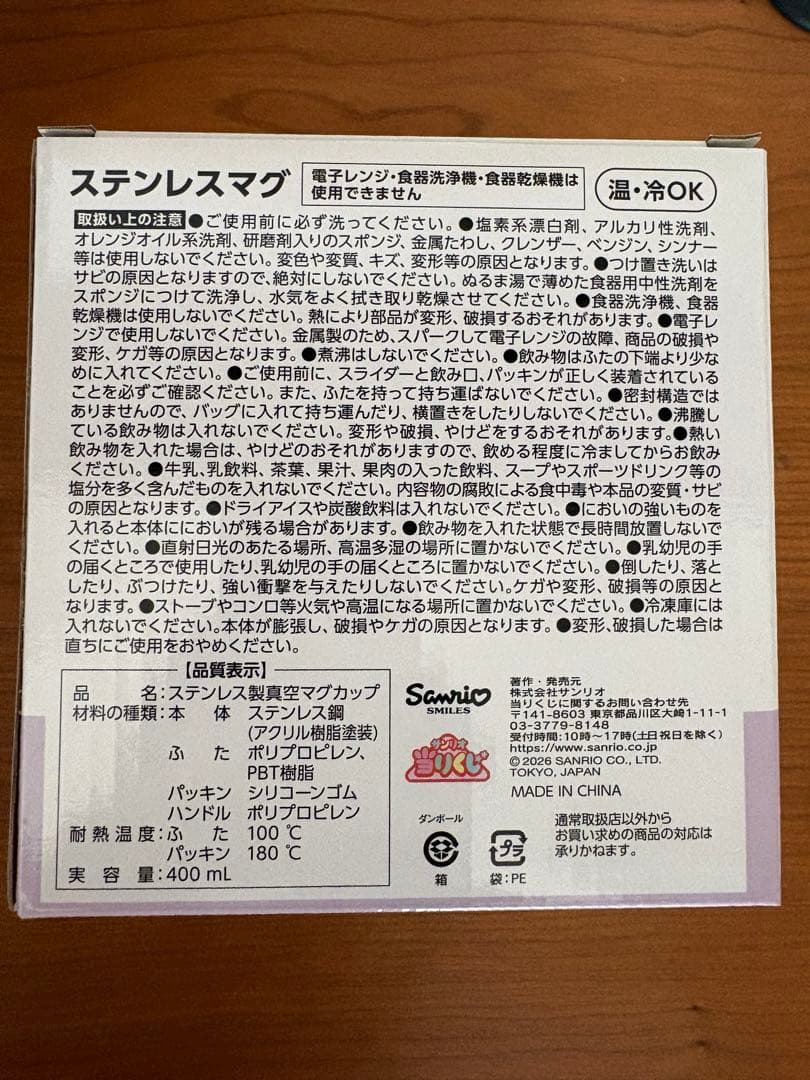 ステンレスマグ
電子レンジ・食器洗浄機・食器乾燥機は
使用できません
温・冷OK
取扱い上の注意 ●ご使用前に必ず洗ってください。●塩素系漂白剤、アルカリ性洗剤、
オレンジオイル系洗剤、研磨剤入りのスポンジ、金属たわし、クレンザー、ベンジン、シンナー
等は使用しないでください。変色や変質、キズ、変形等の原因となります。●つけ置き洗いは
サビの原因となりますので、絶対にしないでください。ぬるま湯で薄めた食器用中性洗剤を
スポンジにつけて洗浄し、水気をよく拭き取り乾燥させてください。●食器洗浄機、食器
乾燥機は使用しないでください。熱により部品が変形、破損するおそれがあります。●電子レ
ンジで使用しないでください。金属製のため、スパークして電子レンジの故障、商品の破損や
変形、ケガ等の原因となります。●煮沸はしないでください。●飲み物はふたの下端より少な
めに入れてください。●ご使用前に、スライダーと飲み口、パッキンが正しく装着されている
ことを必ずご確認ください。また、ふたを持って持ち運ばないでください。●密封構造では
ありませんので、バッグに入れて持ち運んだり、横置きをしたりしないでください。●沸騰
している飲み物は入れないでください。変形や破損、やけどをするおそれがあります。●熱い
飲み物を入れた場合は、やけどのおそれがありますので、飲める程度に冷ましてからお飲み
ください。●牛乳、乳飲料、茶葉、果汁、果肉の入った飲料、スープやスポーツドリンク等の
塩分を多く含んだものを入れないでください。内容物の腐敗による食中毒や本品の変質・サビ
の原因となります。●ドライアイスや炭酸飲料は入れないでください。●においの強いものを
入れると本体ににおいが残る場合があります。●飲み物を入れた状態で長時間放置しないで
ください。●直射日光のあたる場所、高温多湿の場所に置かないでください。●乳幼児の手
の届くところで使用したり、乳幼児の手の届くところに置かないでください。●倒したり、落と
したり、ぶつけたり、強い衝撃を与えたりしないでください。ケガや変形、破損等の原因と
なります。●ストーブやコンロ等火気や高温になる場所に置かないでください。●冷凍庫には
入れないでください。本体が膨張し、破損やケガの原因となります。●変形、破損した場合は
直ちにご使用をおやめください。
【品質表示】
品 名:ステンレス製真空マグカップ
材料の種類:本 体 ステンレス鋼
(アクリル樹脂塗装)
ふ た ポリプロピレン、
PBT樹脂
パッキン シリコーンゴム
ハンドル ポリプロピレン
耐熱温度:ふ た 100℃
パッキン 180℃
実 容 量:400 mL
Sanrio
SMILES
サンリオ
当りくじ
著作・発売元
株式会社サンリオ
当りくじに関するお問い合わせ先
〒141-8603 東京都品川区大崎1-11-1
03-3779-8148
受付時間:10時~17時(土日祝日を除く)
https://www.sanrio.co.jp
©2026 SANRIO CO., LTD.
TOKYO, JAPAN
MADE IN CHINA
ダンボール
箱
プラ
袋:PE
通常取扱店以外から
お買い求めの商品の対応は
承りかねます。